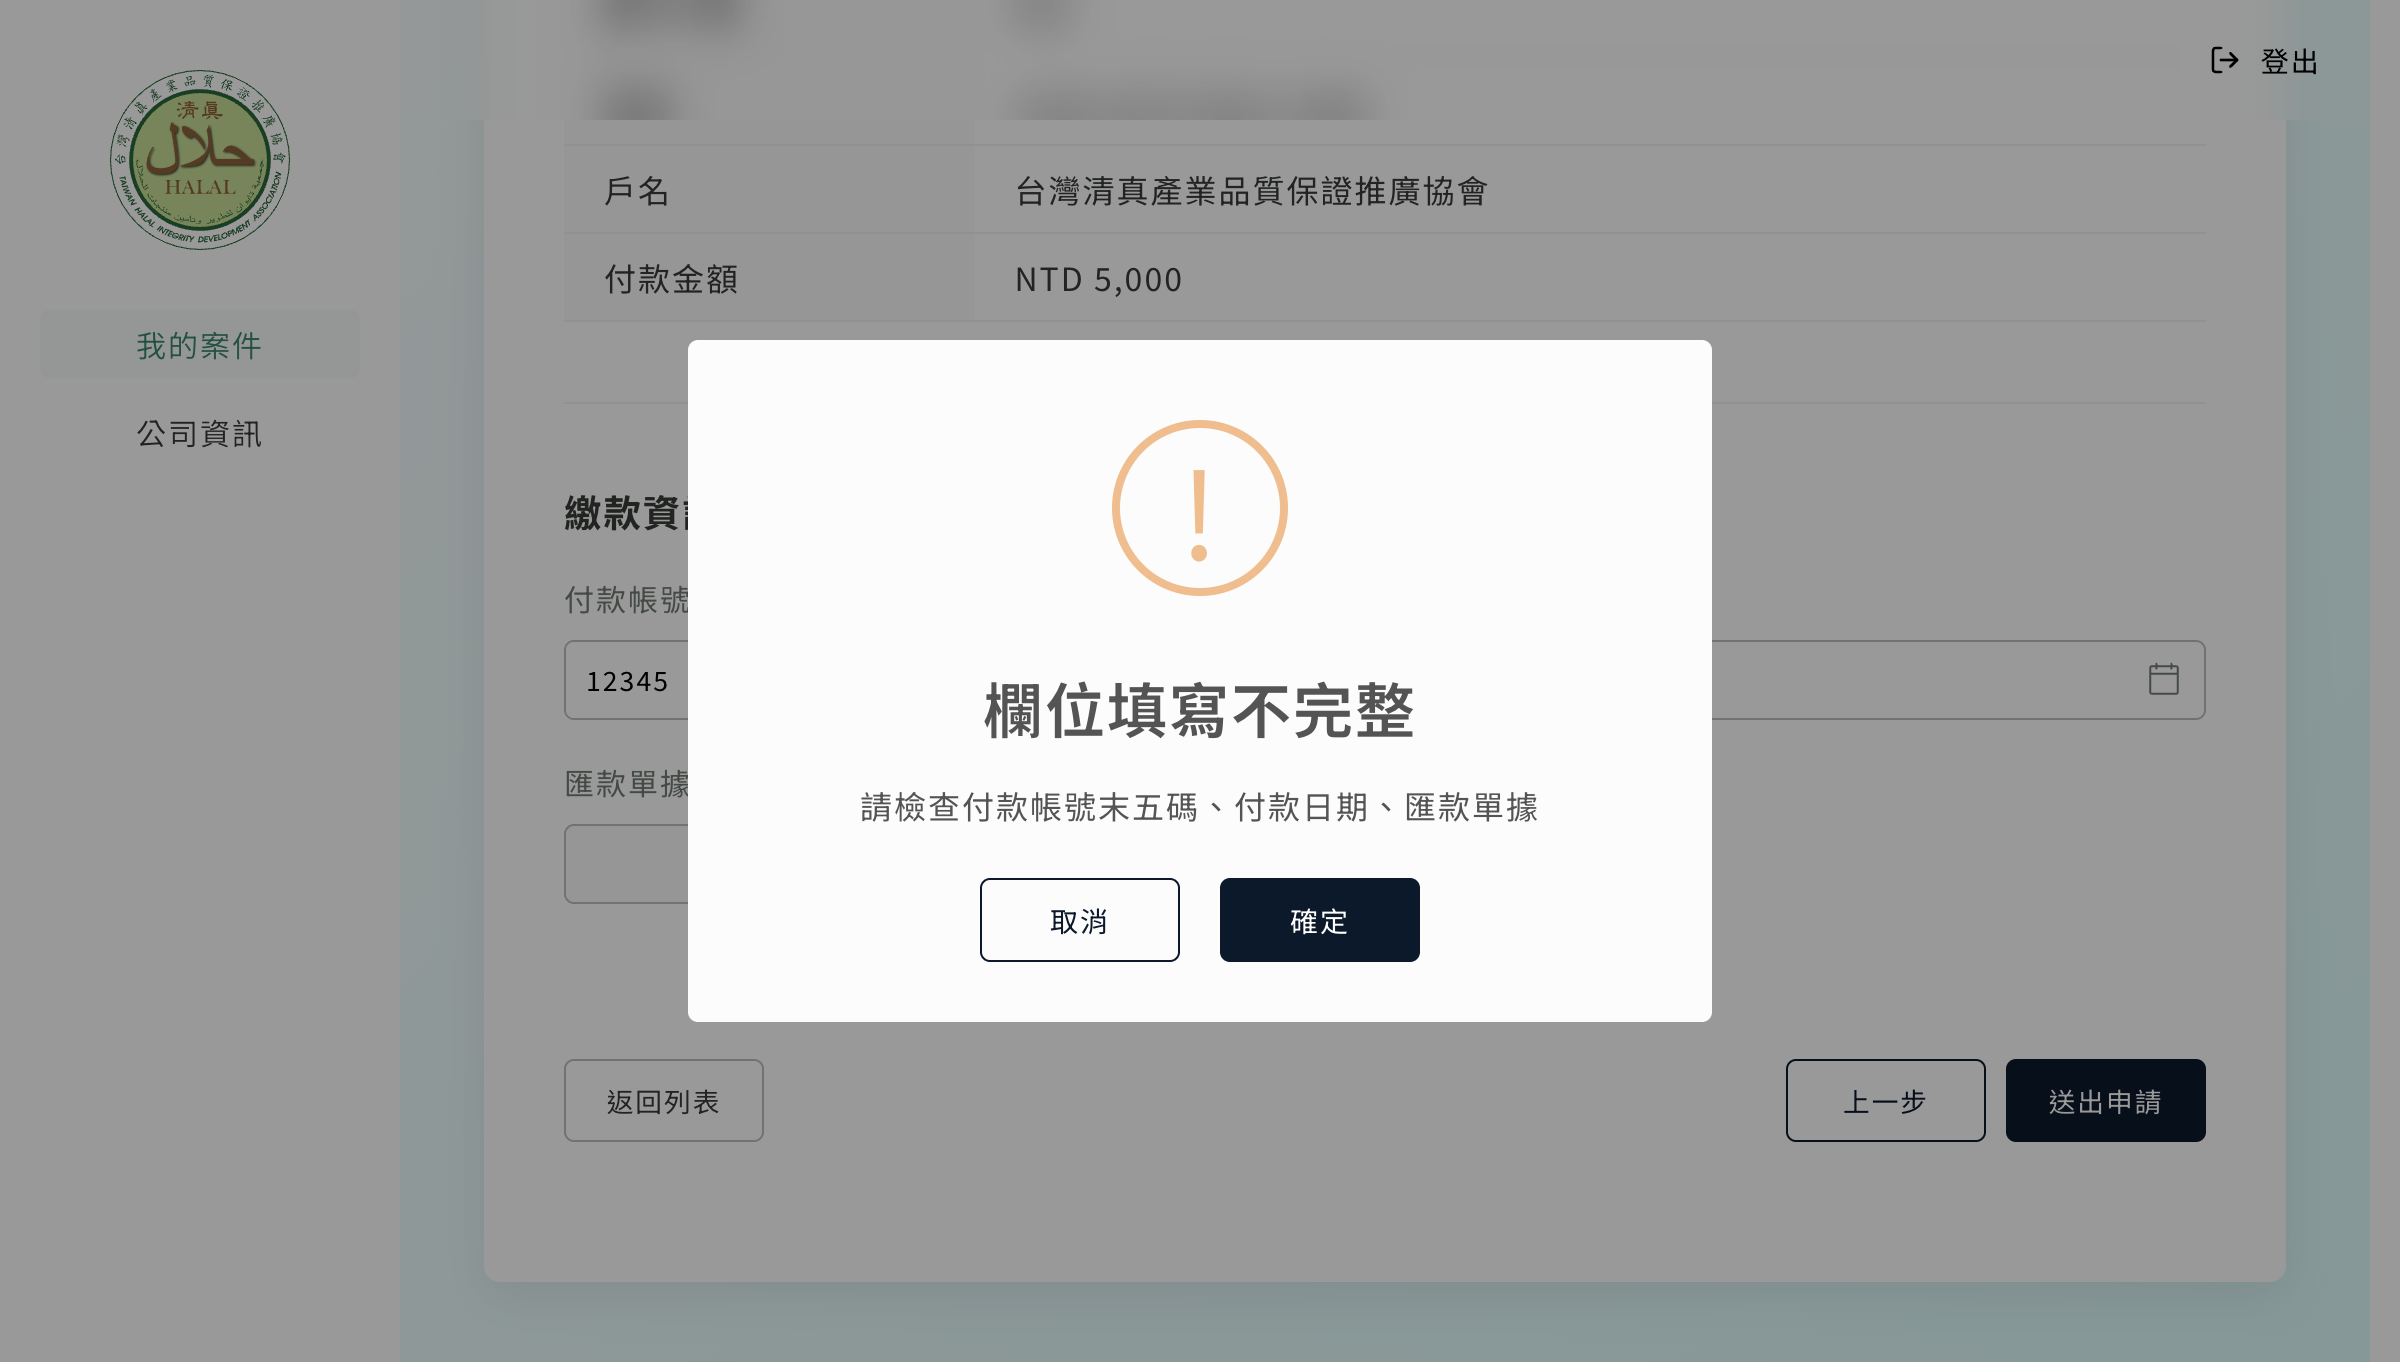 登出
台灣清真產業品質保證推廣協會
清真
حلال
HALAL
TAIWAN HALAL INTEGRITY DEVELOPMENT ASSOCIATION
我的案件
公司資訊
戶名 台灣清真產業品質保證推廣協會
付款金額 NTD 5,000
繳款資
付款帳號
12345
匯款單據
欄位填寫不完整
請檢查付款帳號末五碼、付款日期、匯款單據
取消 確定
返回列表 上一步 送出申請